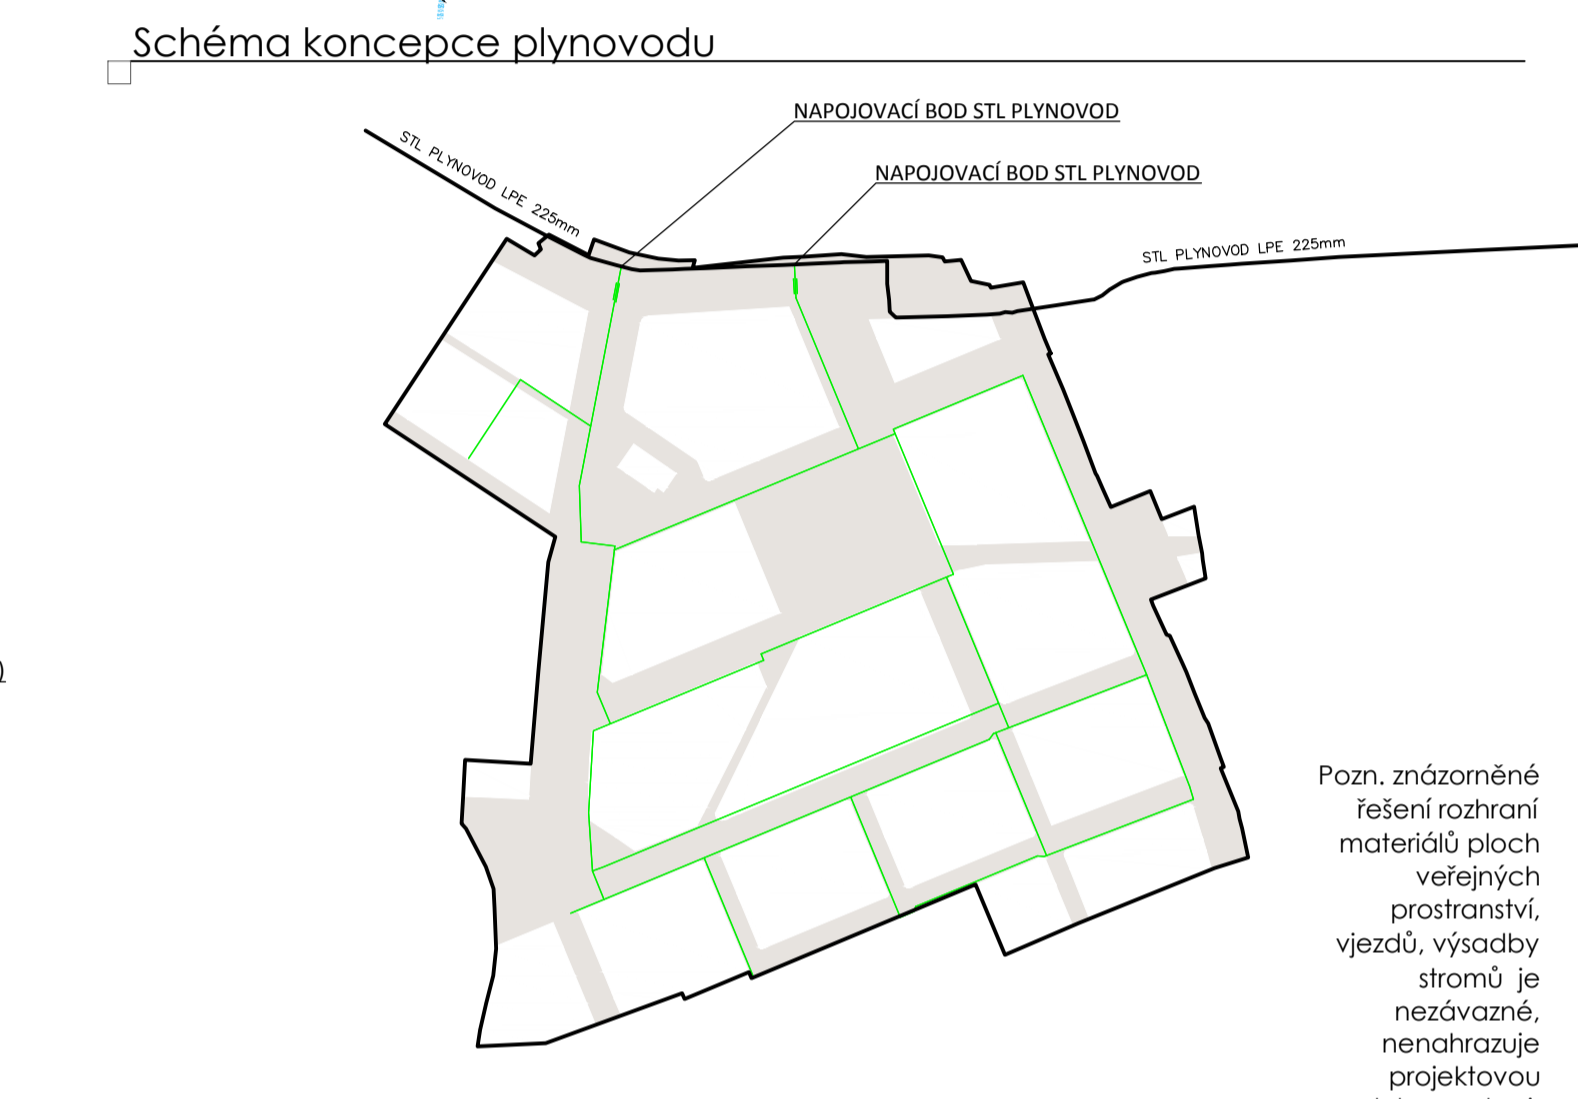 Schéma koncepce plynovodu
NAPOJOVACÍ BOD STL PLYNOVOD
NAPOJOVACÍ BOD STL PLYNOVOD
STL PLYNOVOD LPE 225mm
STL PLYNOVOD LPE 225mm
Pozn. znázorněné
řešení rozhraní
materiálů ploch
veřejných
prostranství,
vjezdů, výsadby
stromů je
nezávazné,
nenahrazuje
projektovou